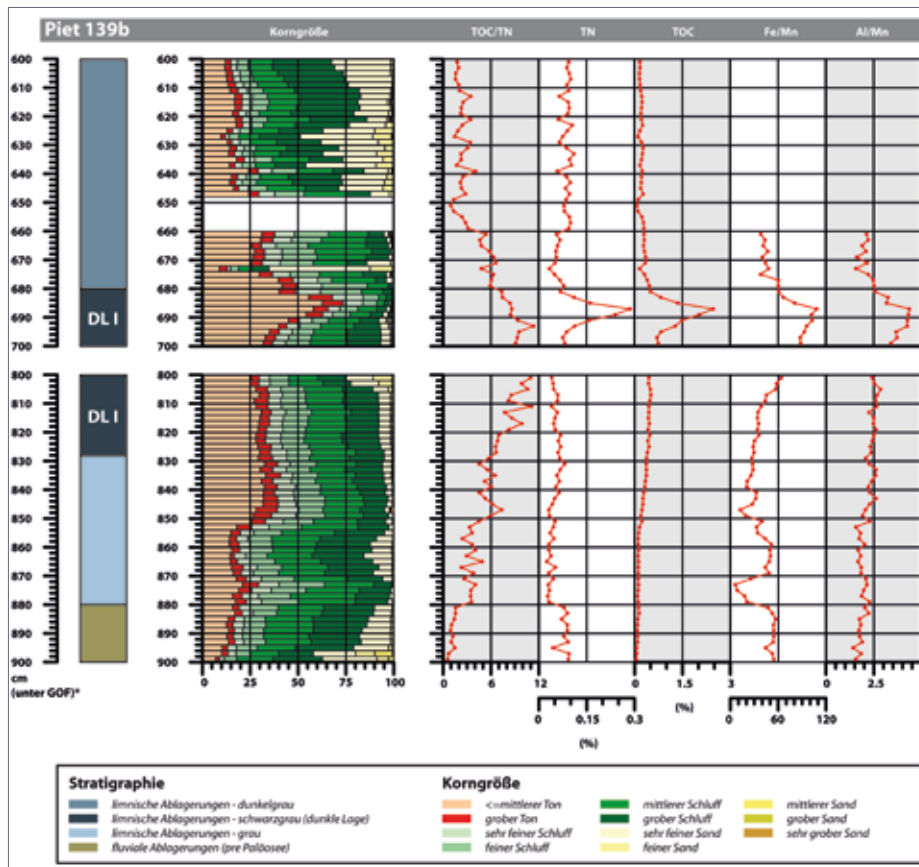 Piet 139b Korngröße TOC/TN TN TOC Fe/Mn Al/Mn
600
610
620
630
640
650
660
670
680
690
700
DL I
800
810
820
830
840
850
860
870
880
890
900
DL I
cm
(unter GOF)*
0 25 50 75 100
0 6 12
0 1.5 3
0 2.5
0 0.15 0.3
(%)
(%)
0 60 120
Stratigraphie
limnische Ablagerungen - dunkelgrau
limnische Ablagerungen - schwarzgrau (dunkle Lage)
limnische Ablagerungen - grau
fluviale Ablagerungen (pre Paläosee)
Korngröße
<=mittlerer Ton
grober Ton
sehr feiner Schluff
feiner Schluff
mittlerer Schluff
grober Schluff
sehr feiner Sand
feiner Sand
mittlerer Sand
grober Sand
sehr grober Sand